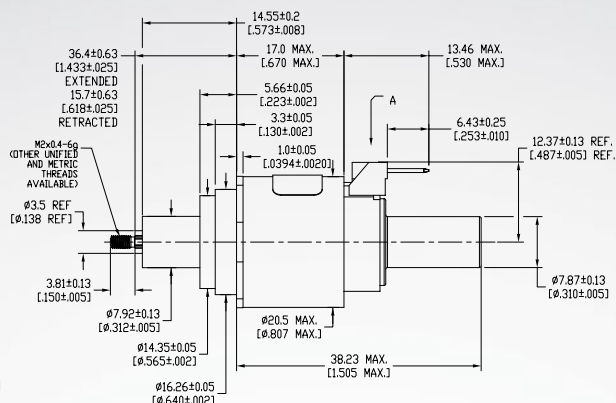 14.55±0.2
[.573±.008]
36.4±0.63
[1.433±.025]
EXTENDED
15.7±0.63
[.618±.025]
RETRACTED
17.0 MAX.
[.670 MAX.]
13.46 MAX.
[.530 MAX.]
5.66±0.05
[.223±.002]
A
3.3±0.05
[.130±.002]
6.43±0.25
[.253±.010]
12.37±0.13 REF.
[.487±.005] REF.
1.0±0.05
[.0394±.0020]
M2x0.4-6g
(OTHER UNIFIED
AND METRIC
THREADS
AVAILABLE)
Ø3.5 REF
[Ø.138 REF]
3.81±0.13
[.150±.005]
Ø7.92±0.13
[Ø.312±.005]
Ø7.87±0.13
[Ø.310±.005]
Ø20.5 MAX.
[Ø.807 MAX.]
Ø14.35±0.05
[Ø.565±.002]
38.23 MAX.
[1.505 MAX.]
Ø16.26±0.05
[Ø.640±.002]